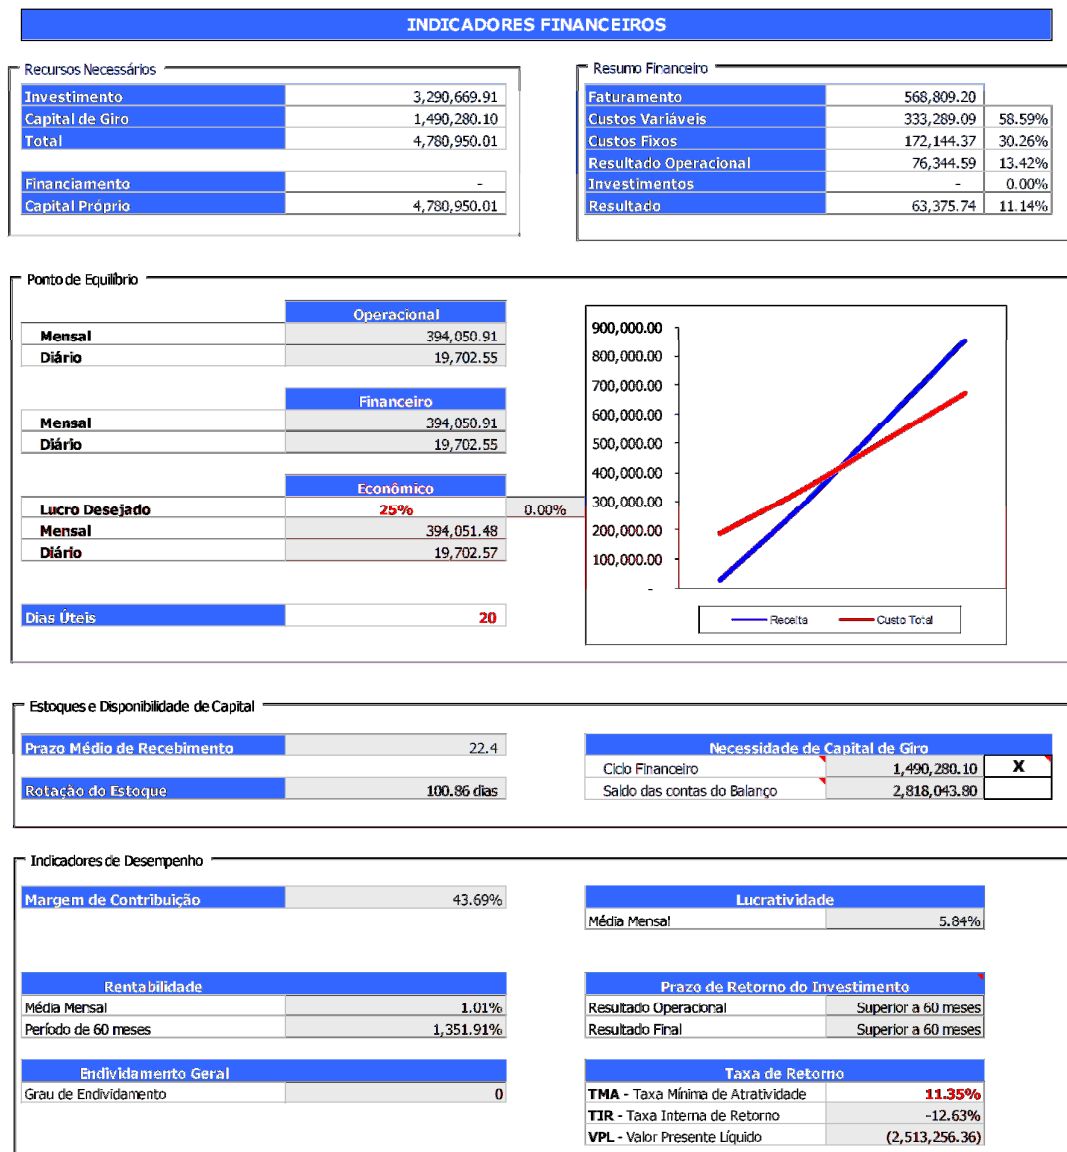 INDICADORES FINANCEIROS
Recursos Necessários
Investimento 3,290,669.91
Capital de Giro 1,490,280.10
Total 4,780,950.01
Financiamento -
Capital Próprio 4,780,950.01
Resumo Financeiro
Faturamento 568,809.20
Custos Variáveis 333,289.09 58.59%
Custos Fixos 172,144.37 30.26%
Resultado Operacional 76,344.59 13.42%
Investimentos - 0.00%
Resultado 63,375.74 11.14%
Ponto de Equilíbrio
Operacional
Mensal 394,050.91
Diário 19,702.55
Financeiro
Mensal 394,050.91
Diário 19,702.55
Econômico
Lucro Desejado 25% 0.00%
Mensal 394,051.48
Diário 19,702.57
Dias Úteis 20
900,000.00
800,000.00
700,000.00
600,000.00
500,000.00
400,000.00
300,000.00
200,000.00
100,000.00
-
Receita Custo Total
Estoques e Disponibilidade de Capital
Prazo Médio de Recebimento 22.4
Rotação do Estoque 100.86 dias
Necessidade de Capital de Giro
Ciclo Financeiro 1,490,280.10 X
Saldo das contas do Balanço 2,818,043.80
Indicadores de Desempenho
Margem de Contribuição 43.69%
Lucratividade
Média Mensal 5.84%
Rentabilidade
Média Mensal 1.01%
Período de 60 meses 1,351.91%
Prazo de Retorno do Investimento
Resultado Operacional Superior a 60 meses
Resultado Final Superior a 60 meses
Endividamento Geral
Grau de Endividamento 0
Taxa de Retorno
TMA - Taxa Mínima de Atratividade 11.35%
TIR - Taxa Interna de Retorno -12.63%
VPL - Valor Presente Líquido (2,513,256.36)